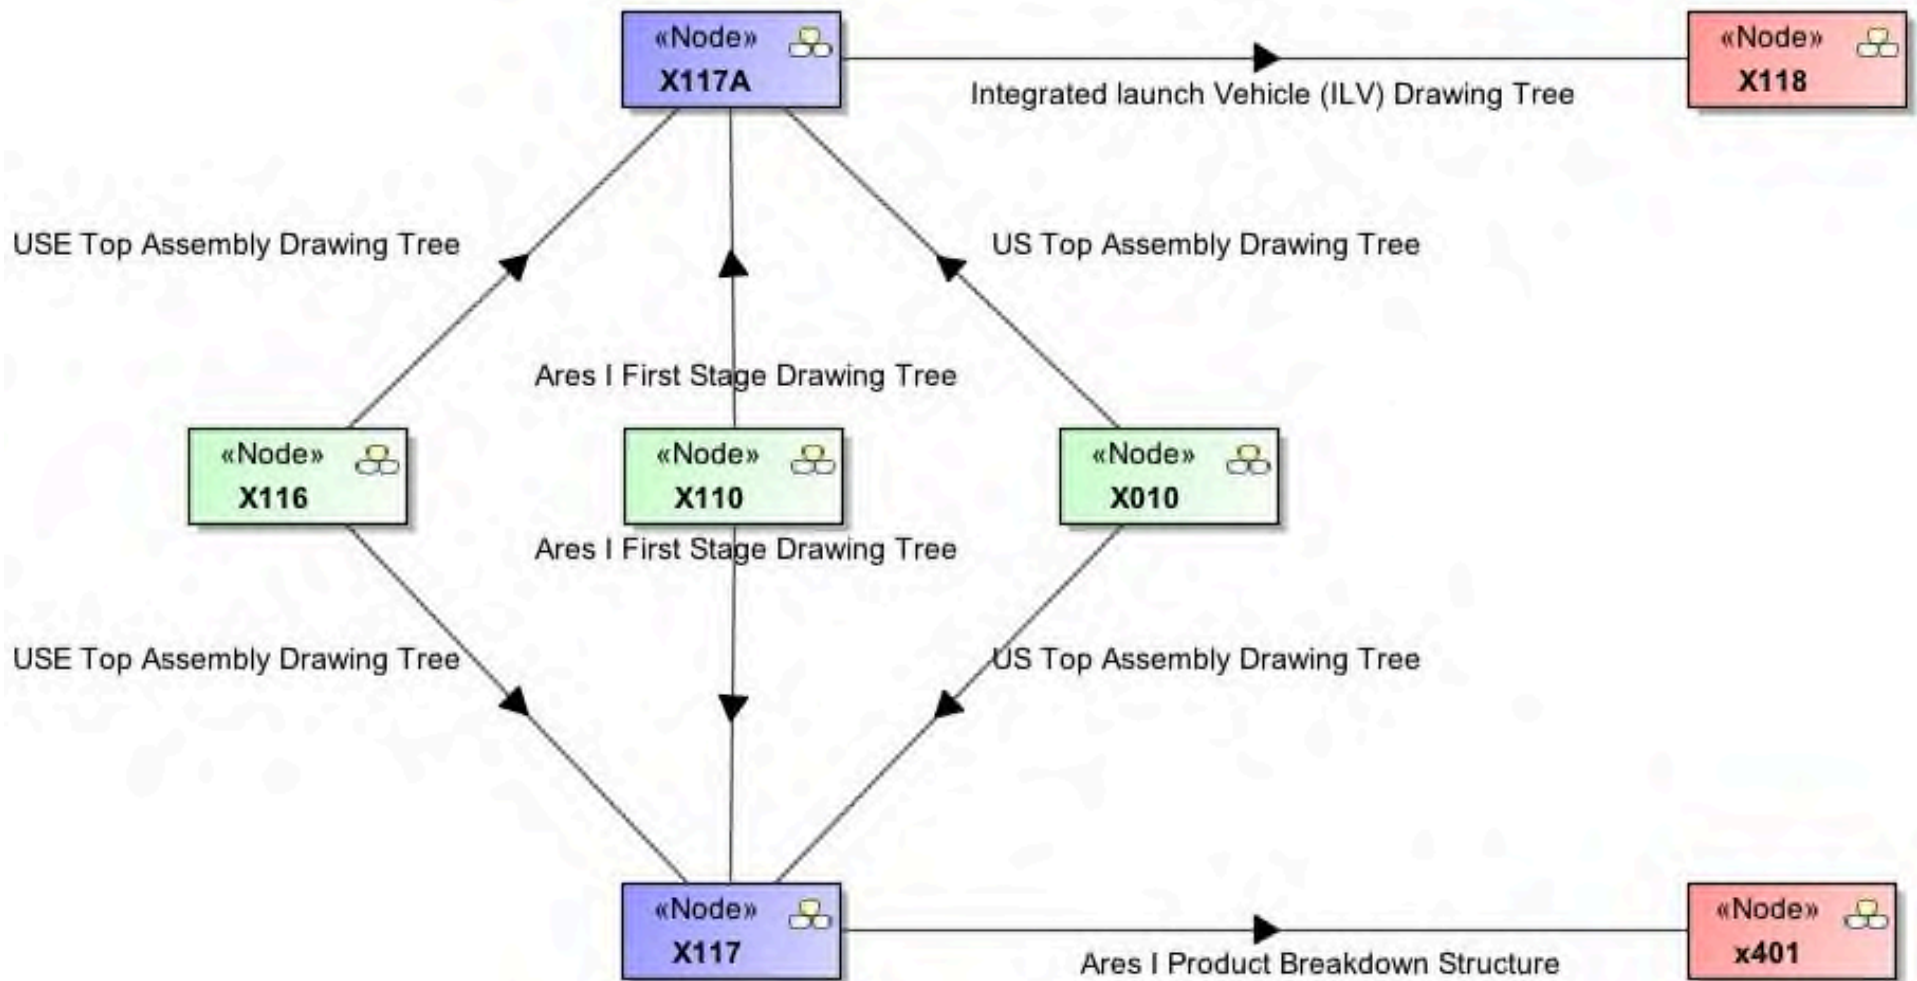 «Node»
X117A
«Node»
X118
Integrated launch Vehicle (ILV) Drawing Tree
USE Top Assembly Drawing Tree
US Top Assembly Drawing Tree
Ares I First Stage Drawing Tree
«Node»
X116
«Node»
X110
«Node»
X010
Ares I First Stage Drawing Tree
USE Top Assembly Drawing Tree
US Top Assembly Drawing Tree
«Node»
X117
«Node»
x401
Ares I Product Breakdown Structure